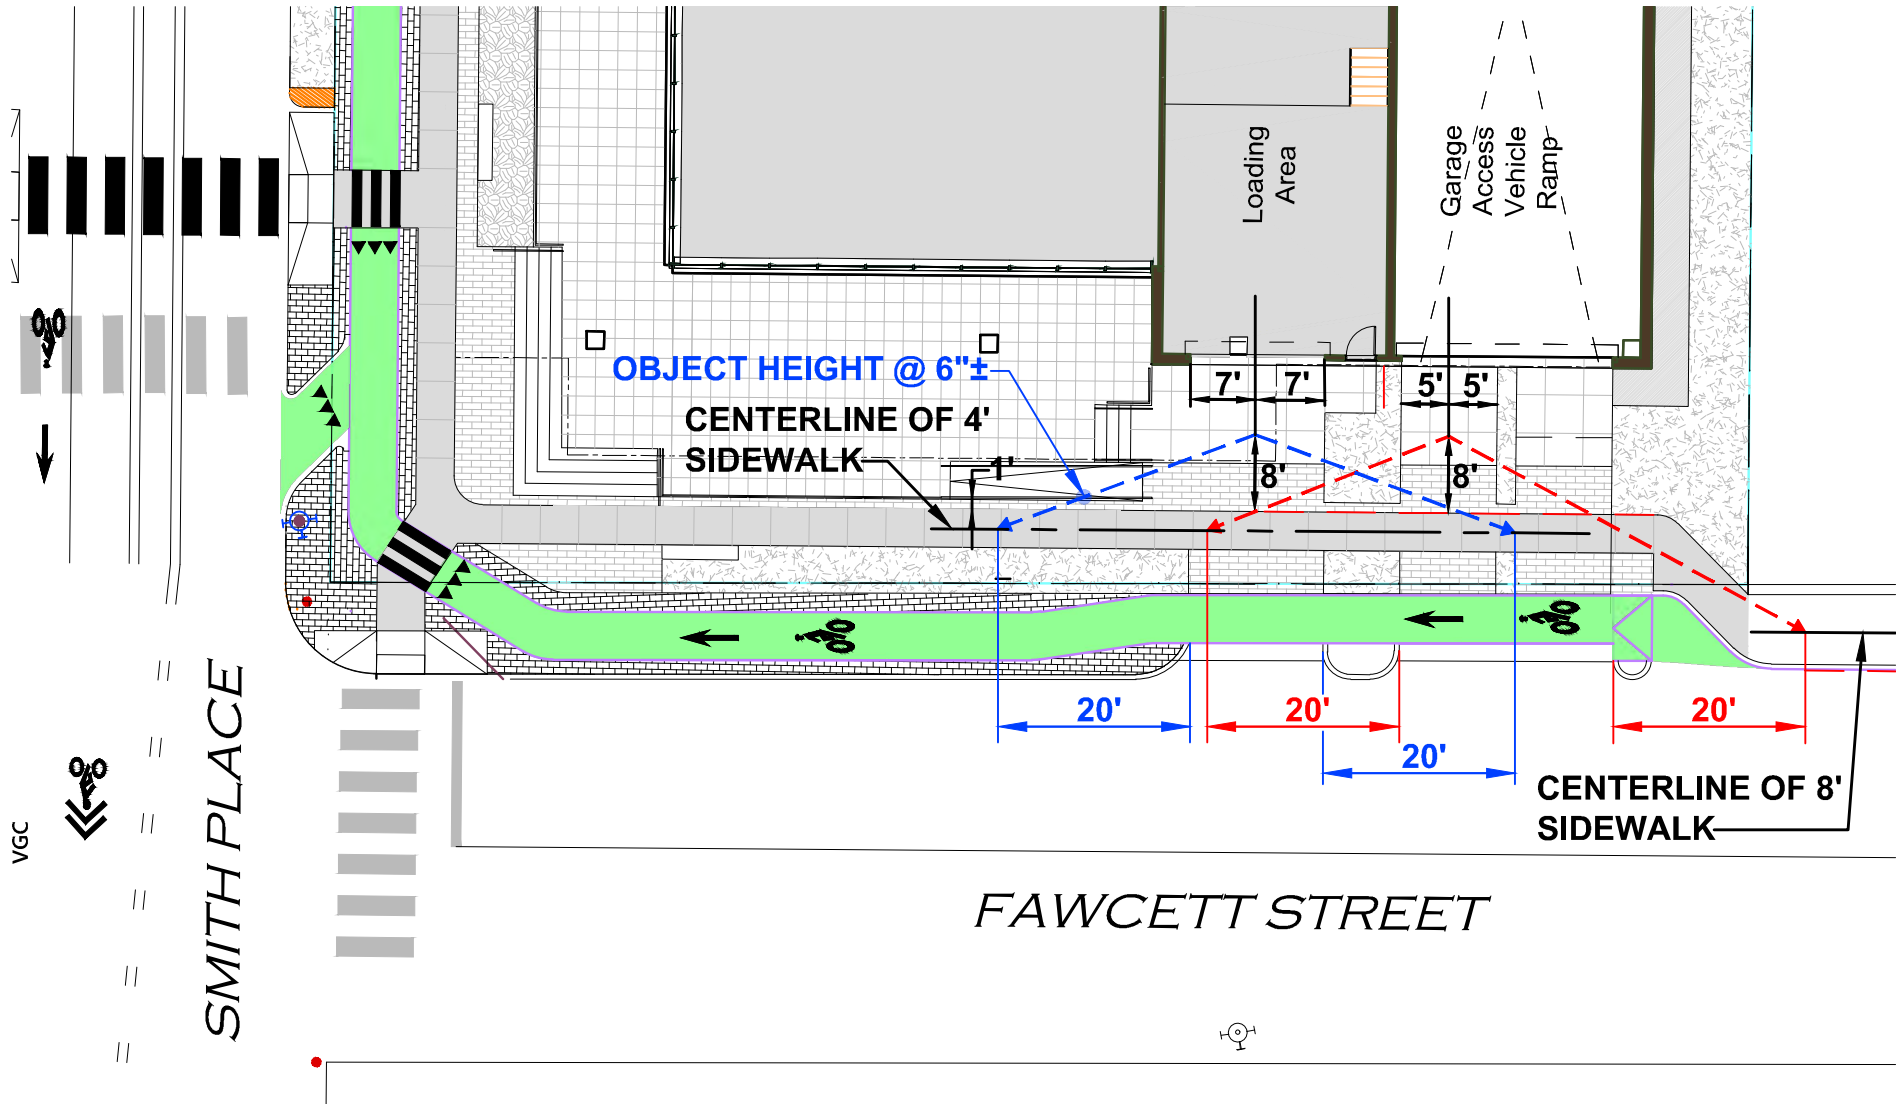 Loading
Area
Garage
Access
Vehicle
Ramp
OBJECT HEIGHT @ 6"±
7'
7'
5'
5'
CENTERLINE OF 4'
SIDEWALK
1'
8'
8'
20'
20'
20'
20'
CENTERLINE OF 8'
SIDEWALK
SMITH PLACE
VGC
FAWCETT STREET